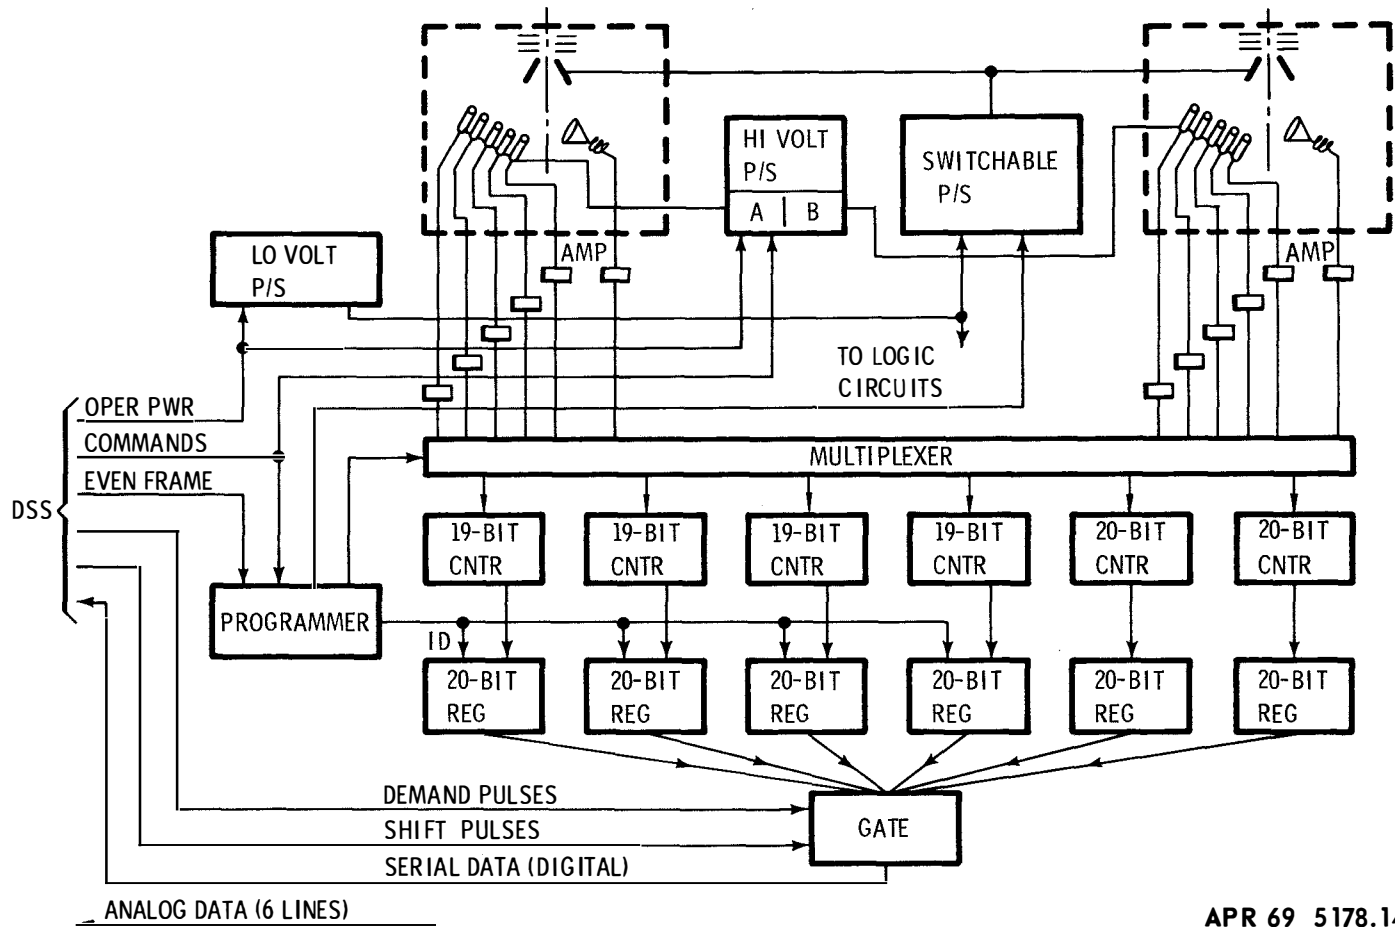 HI VOLT
P/S
A | B
SWITCHABLE
P/S
LO VOLT
P/S
AMP
AMP
TO LOGIC
CIRCUITS
OPER PWR
COMMANDS
EVEN FRAME
DSS
MULTIPLEXER
19-BIT
CNTR
19-BIT
CNTR
19-BIT
CNTR
19-BIT
CNTR
20-BIT
CNTR
20-BIT
CNTR
PROGRAMMER
ID
20-BIT
REG
20-BIT
REG
20-BIT
REG
20-BIT
REG
20-BIT
REG
20-BIT
REG
DEMAND PULSES
SHIFT PULSES
SERIAL DATA (DIGITAL)
GATE
ANALOG DATA (6 LINES)
APR 69 5178.14